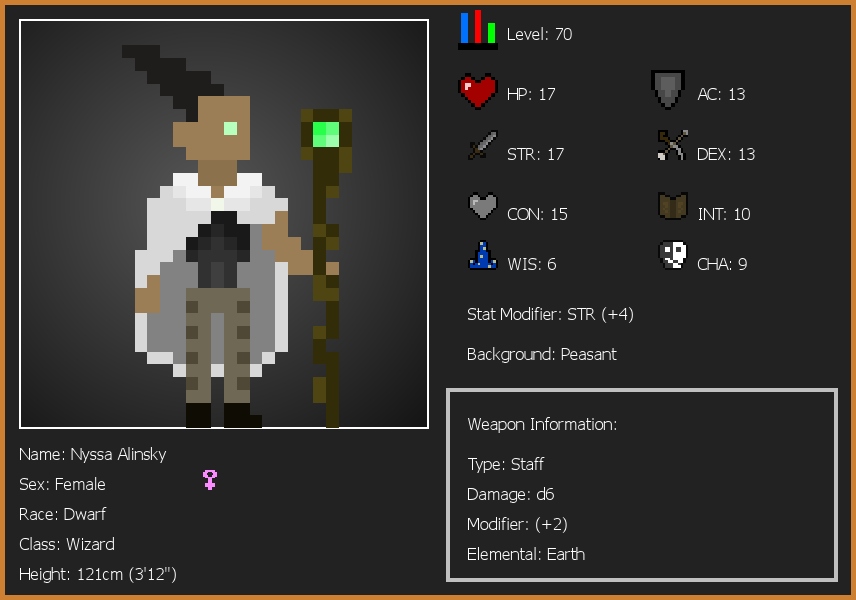 Level: 70
HP: 17
AC: 13
STR: 17
DEX: 13
CON: 15
INT: 10
WIS: 6
CHA: 9
Stat Modifier: STR (+4)
Background: Peasant
Weapon Information:
Type: Staff
Damage: d6
Modifier: (+2)
Elemental: Earth
Name: Nyssa Alinsky
Sex: Female
Race: Dwarf
Class: Wizard
Height: 121cm (3'12")